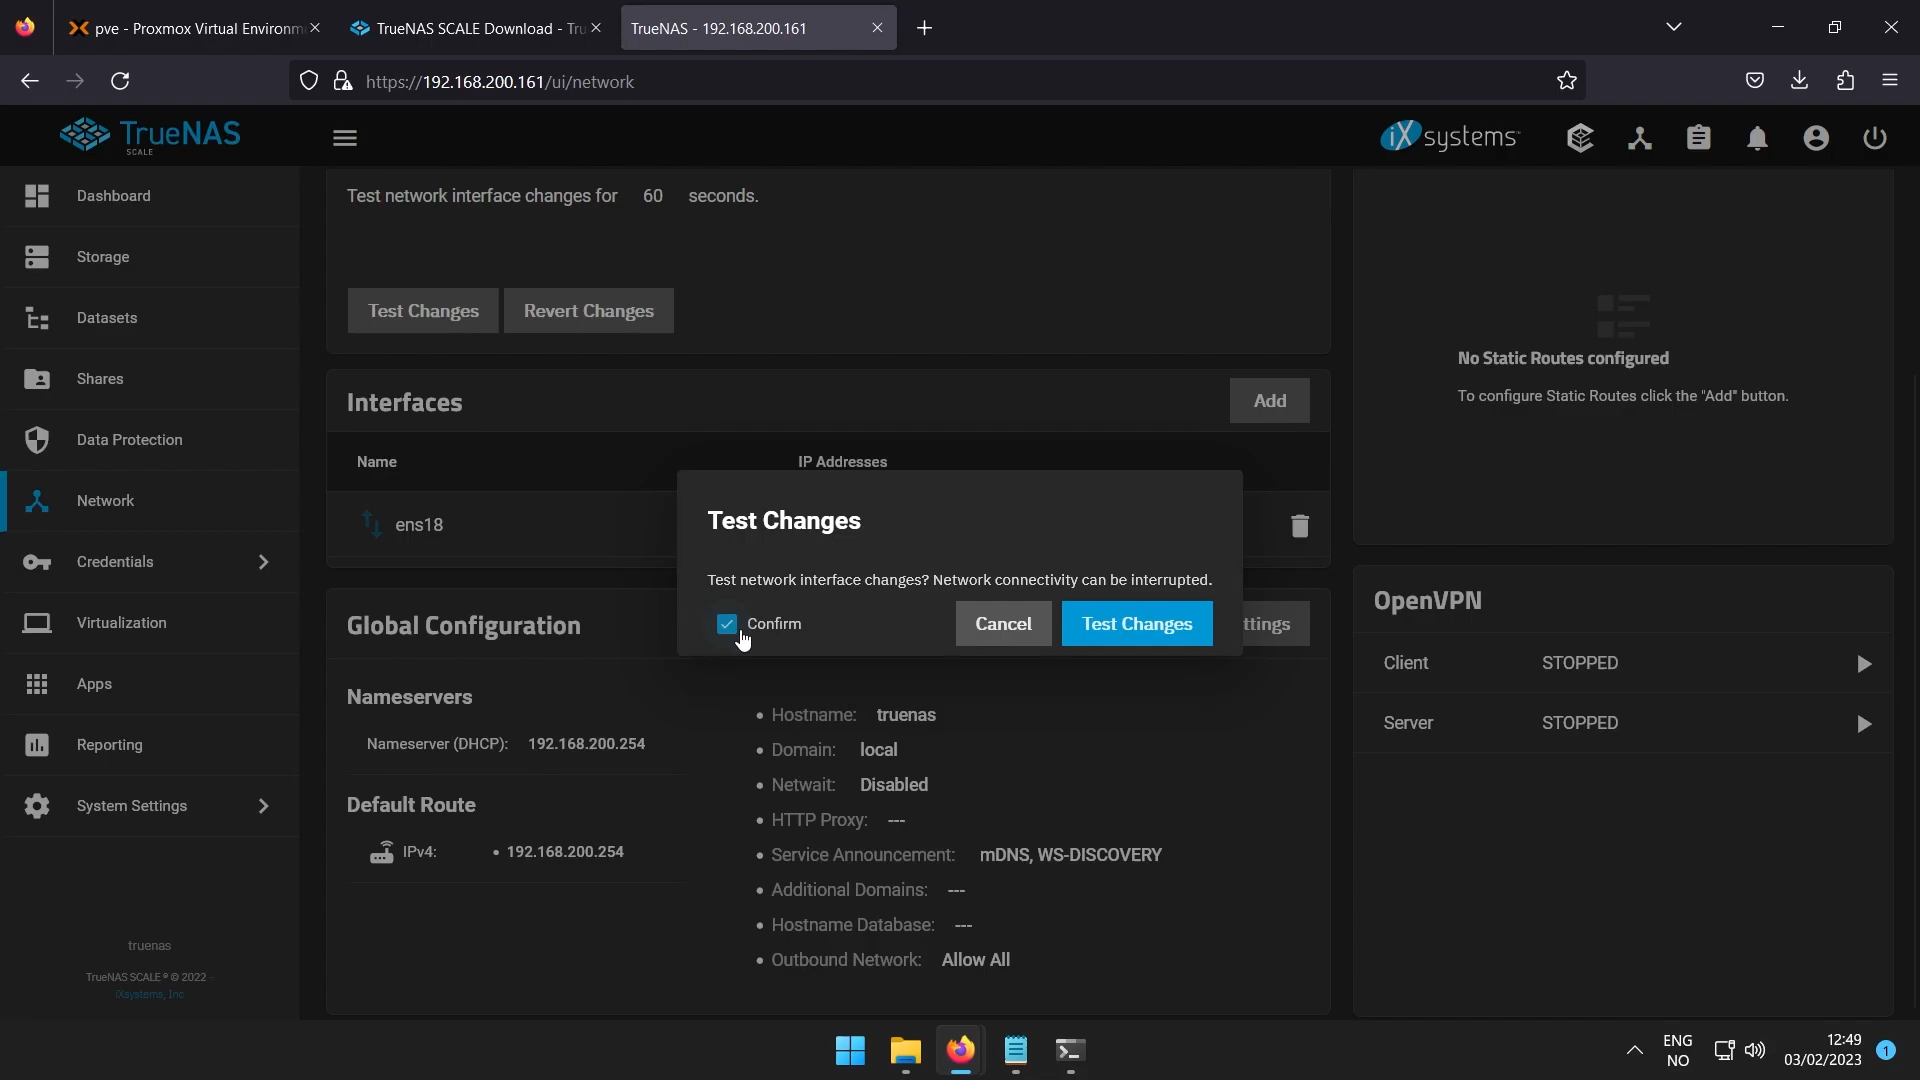 pve - Proxmox Virtual Environm
TrueNAS SCALE Download - Tru
TrueNAS - 192.168.200.161
https://192.168.200.161/ui/network
TrueNAS
SCALE
iXsystems
Dashboard
Storage
Datasets
Shares
Data Protection
Network
Credentials
Virtualization
Apps
Reporting
System Settings
truenas
TrueNAS SCALE ® © 2022 -
iXsystems, Inc
Test network interface changes for 60 seconds.
Test Changes
Revert Changes
Interfaces
Add
Name
IP Addresses
ens18
Test Changes
Test network interface changes? Network connectivity can be interrupted.
Confirm
Cancel
Test Changes
Global Configuration
ttings
Nameservers
Nameserver (DHCP): 192.168.200.254
Default Route
IPv4: • 192.168.200.254
• Hostname: truenas
• Domain: local
• Netwait: Disabled
• HTTP Proxy: ---
• Service Announcement: mDNS, WS-DISCOVERY
• Additional Domains: ---
• Hostname Database: ---
• Outbound Network: Allow All
No Static Routes configured
To configure Static Routes click the "Add" button.
OpenVPN
Client STOPPED
Server STOPPED
ENG
NO
12:49
03/02/2023
1